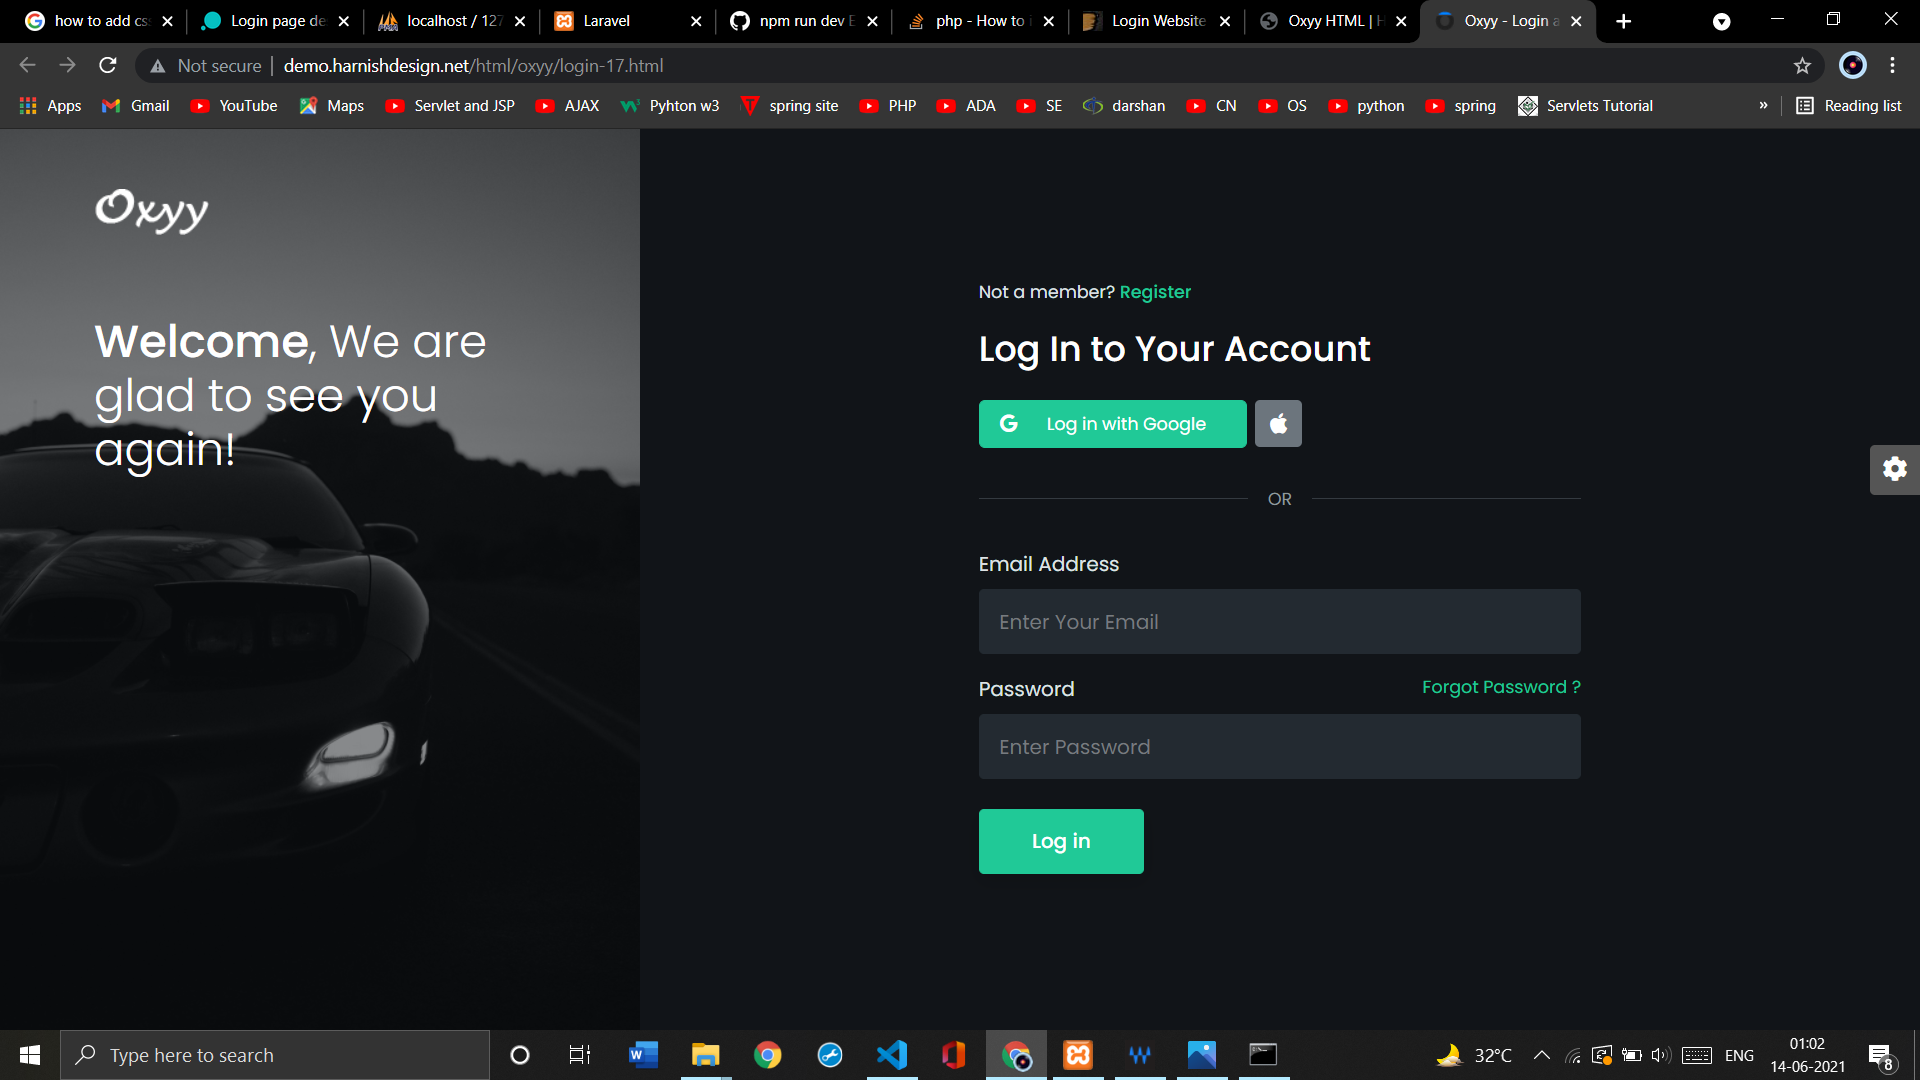 how to add cs
Login page de
localhost / 127
Laravel
npm run dev E
php - How to i
Login Website
Oxyy HTML | H
Oxyy - Login a
Not secure | demo.harnishdesign.net/html/oxyy/login-17.html
Apps
Gmail
YouTube
Maps
Servlet and JSP
AJAX
Pyhton w3
spring site
PHP
ADA
SE
darshan
CN
OS
python
spring
Servlets Tutorial
»
Reading list
Oxyy
Welcome, We are
glad to see you
again!
Not a member? Register
Log In to Your Account
Log in with Google
OR
Email Address
Enter Your Email
Password
Forgot Password ?
Enter Password
Log in
Type here to search
32°C
ENG
01:02
14-06-2021
8